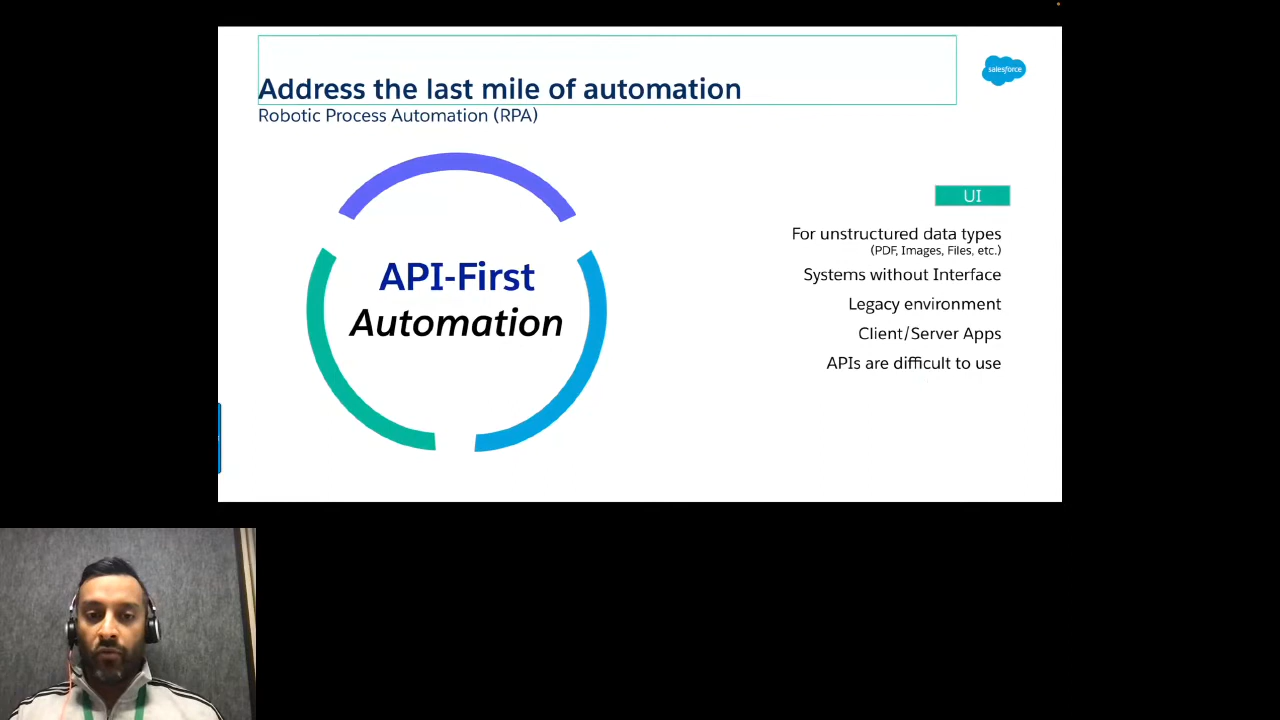 Address the last mile of automation
Robotic Process Automation (RPA)
salesforce
API-First
Automation
UI
For unstructured data types
(PDF, Images, Files, etc.)
Systems without Interface
Legacy environment
Client/Server Apps
APIs are difficult to use